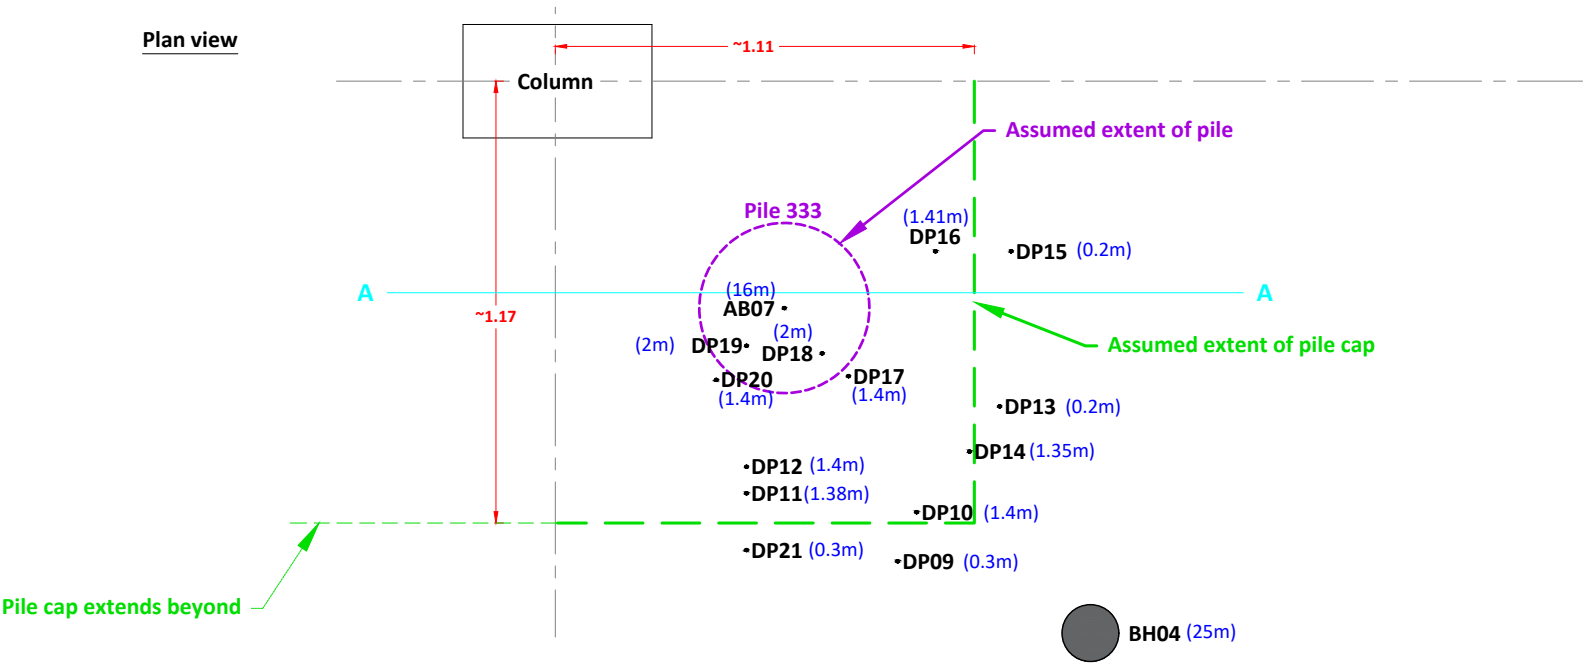 Plan view
~1.11
Column
Assumed extent of pile
Pile 333
(1.41m)
DP16
DP15 (0.2m)
A
A
(16m)
AB07
~1.17
(2m)
(2m) DP19
DP18
Assumed extent of pile cap
DP20
(1.4m)
DP17
(1.4m)
DP13 (0.2m)
DP14 (1.35m)
DP12 (1.4m)
DP11 (1.38m)
DP10 (1.4m)
DP21 (0.3m)
DP09 (0.3m)
Pile cap extends beyond
BH04 (25m)